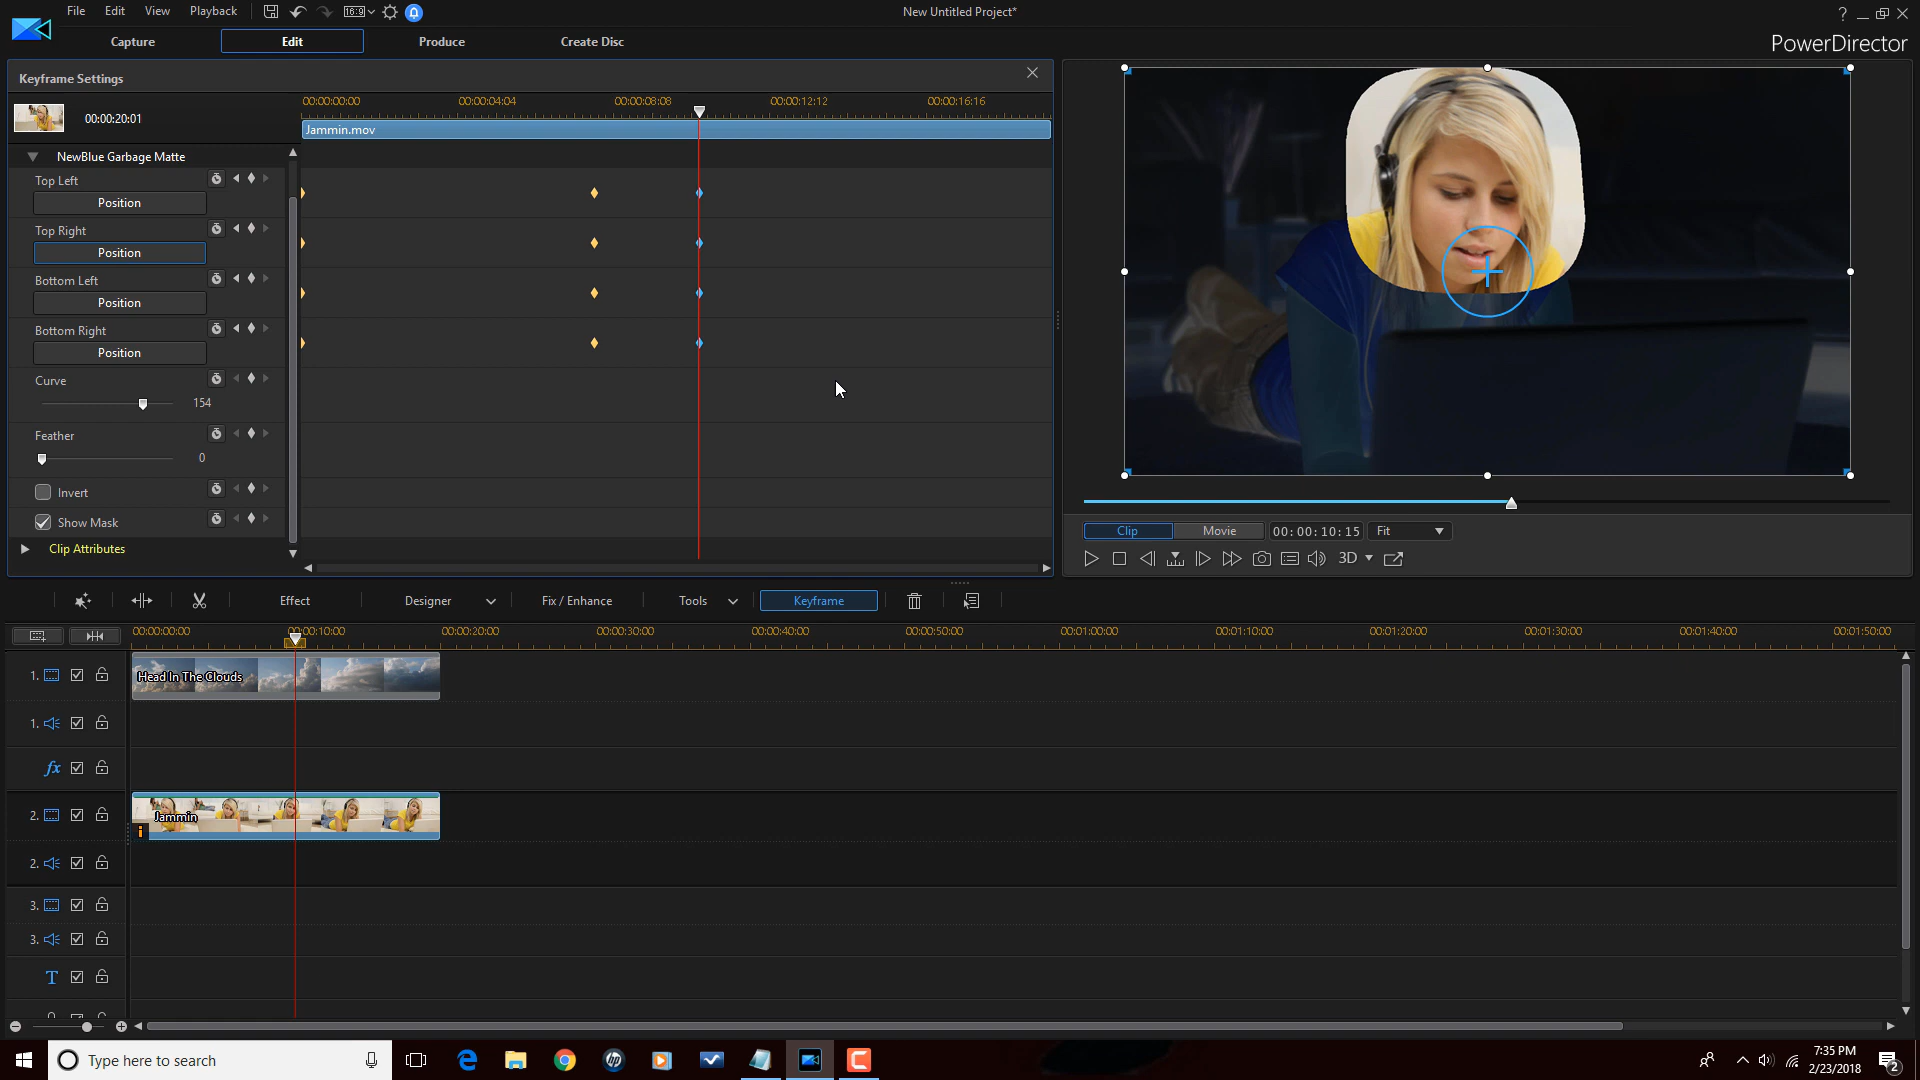 File Edit View Playback
16:9
New Untitled Project*
?
Capture Edit Produce Create Disc
PowerDirector
Keyframe Settings
00:00:20:01
00:00:00:00 00:00:04:04 00:00:08:08 00:00:12:12 00:00:16:16
Jammin.mov
NewBlue Garbage Matte
Top Left
Position
Top Right
Position
Bottom Left
Position
Bottom Right
Position
Curve
154
Feather
0
Invert
Show Mask
Clip Attributes
Clip Movie 00:00:10:15 Fit
3D
Effect Designer Fix / Enhance Tools Keyframe
00:00:00:00 00:00:10:00 00:00:20:00 00:00:30:00 00:00:40:00 00:00:50:00 00:01:00:00 00:01:10:00 00:01:20:00 00:01:30:00 00:01:40:00 00:01:50:00
1. Head In The Clouds
1.
fx
2. Jammin
i
2.
3.
3.
T
Type here to search
hp
7:35 PM
2/23/2018
2